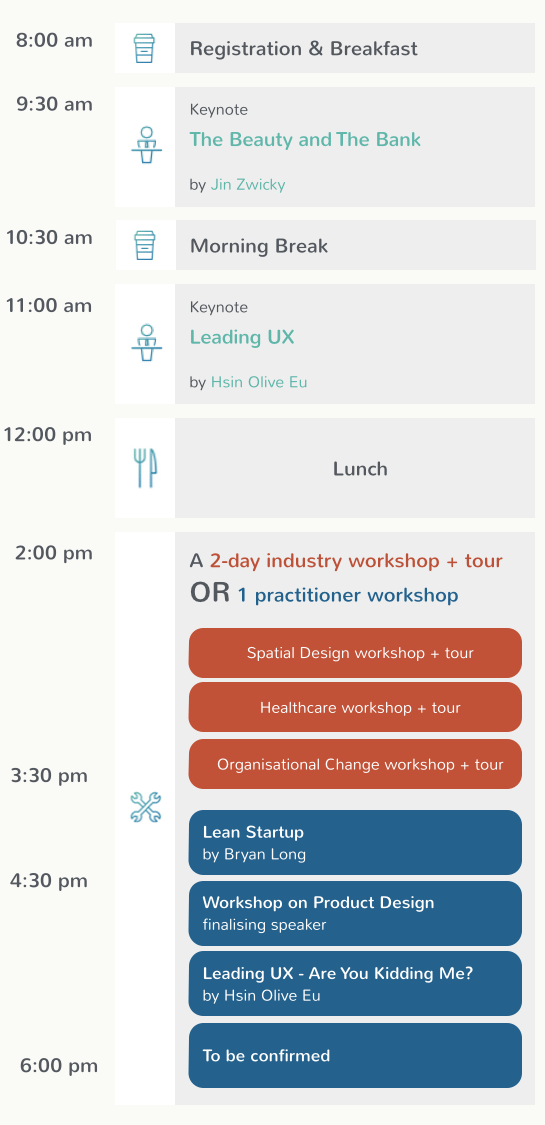 8:00 am
Registration & Breakfast
9:30 am
Keynote
The Beauty and The Bank
by Jin Zwicky
10:30 am
Morning Break
11:00 am
Keynote
Leading UX
by Hsin Olive Eu
12:00 pm
Lunch
2:00 pm
A 2-day industry workshop + tour
OR 1 practitioner workshop
Spatial Design workshop + tour
Healthcare workshop + tour
Organisational Change workshop + tour
3:30 pm
Lean Startup
by Bryan Long
4:30 pm
Workshop on Product Design
finalising speaker
Leading UX - Are You Kidding Me?
by Hsin Olive Eu
To be confirmed
6:00 pm